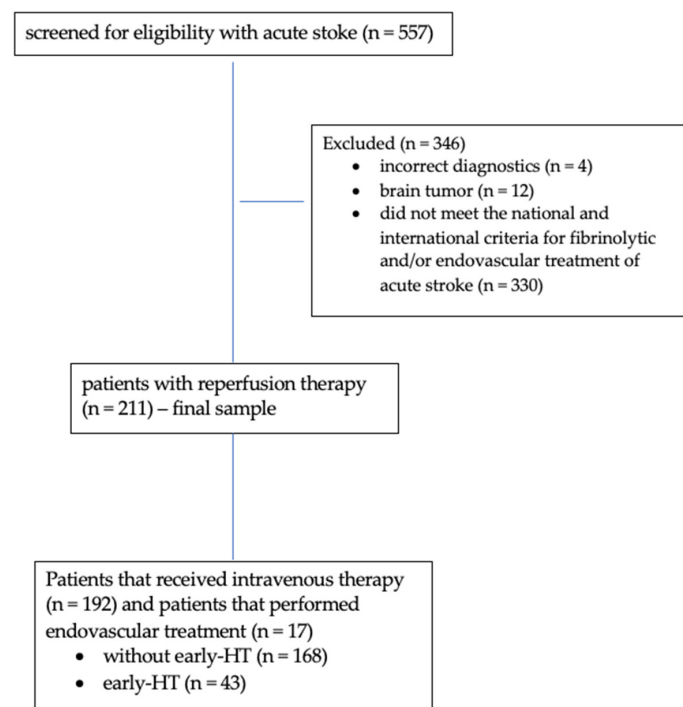 screened for eligibility with acute stoke (n = 557)
Excluded (n = 346)
• incorrect diagnostics (n = 4)
• brain tumor (n = 12)
• did not meet the national and
international criteria for fibrinolytic
and/or endovascular treatment of
acute stroke (n = 330)
patients with reperfusion therapy
(n = 211) – final sample
Patients that received intravenous therapy
(n = 192) and patients that performed
endovascular treatment (n = 17)
• without early-HT (n = 168)
• early-HT (n = 43)